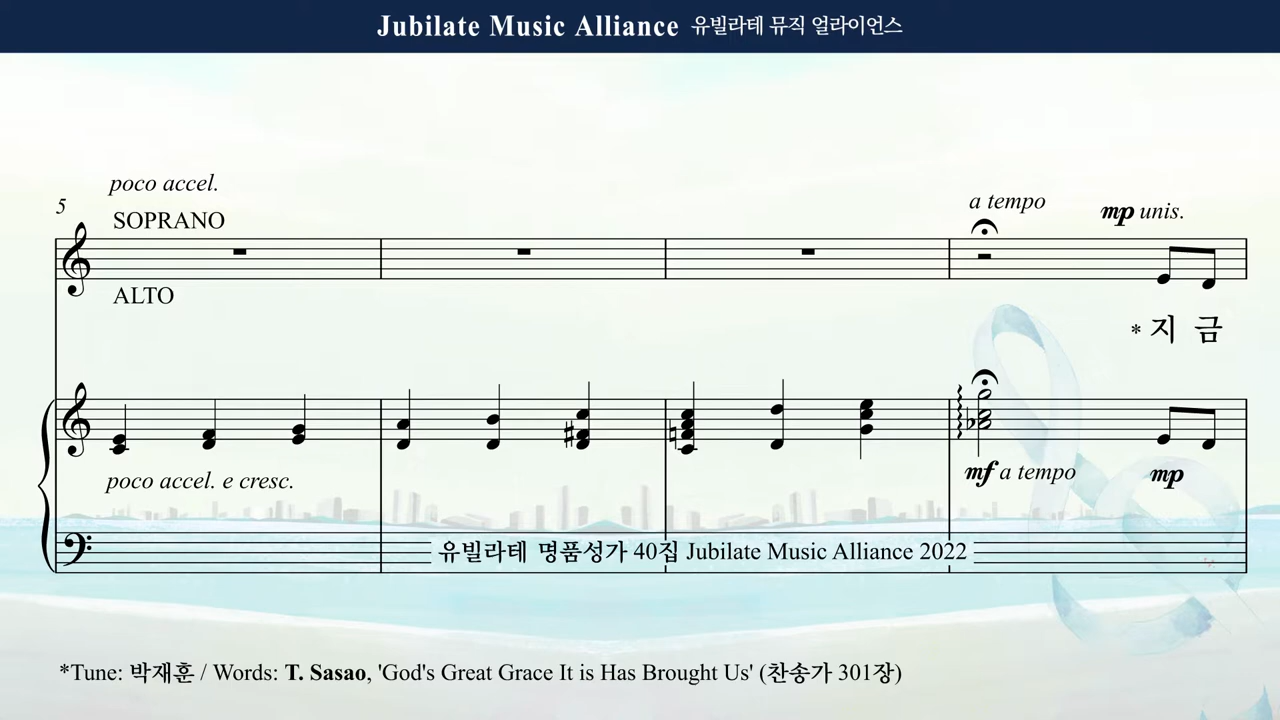 Jubilate Music Alliance 유빌라테 뮤직 얼라이언스
poco accel.
5
SOPRANO
a tempo
mp unis.
ALTO
* 지 금
poco accel. e cresc.
mf a tempo
mp
유빌라테 명품성가 40집 Jubilate Music Alliance 2022
*Tune: 박재훈 / Words: T. Sasao, 'God's Great Grace It is Has Brought Us' (찬송가 301장)